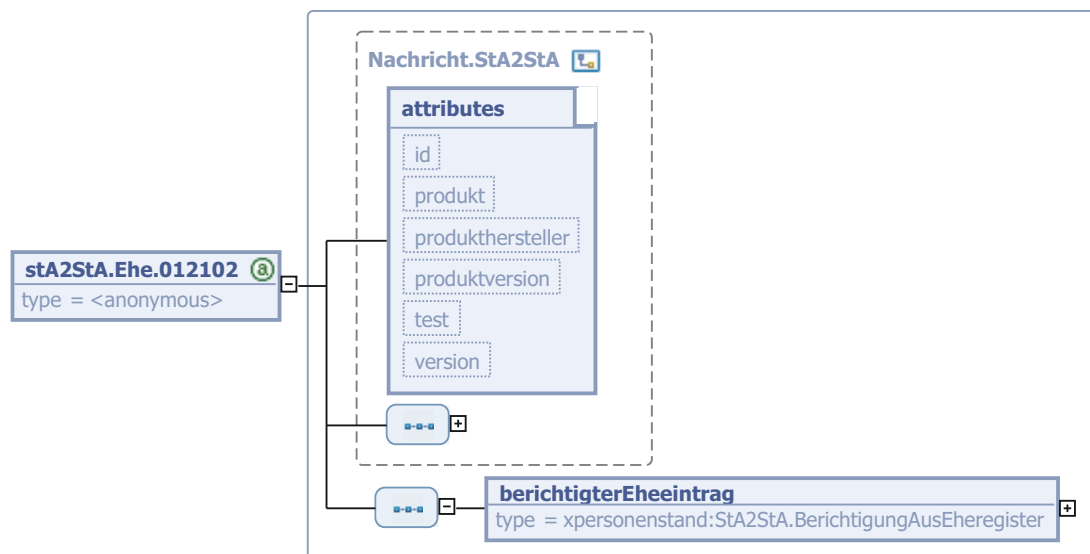 Nachricht.StA2StA
attributes
id
produkt
produkthersteller
produktversion
test
version
stA2StA.Ehe.012102 a
type = <anonymous>
berichtigterEheeintrag
type = xpersonenstand:StA2StA.BerichtigungAusEheregister